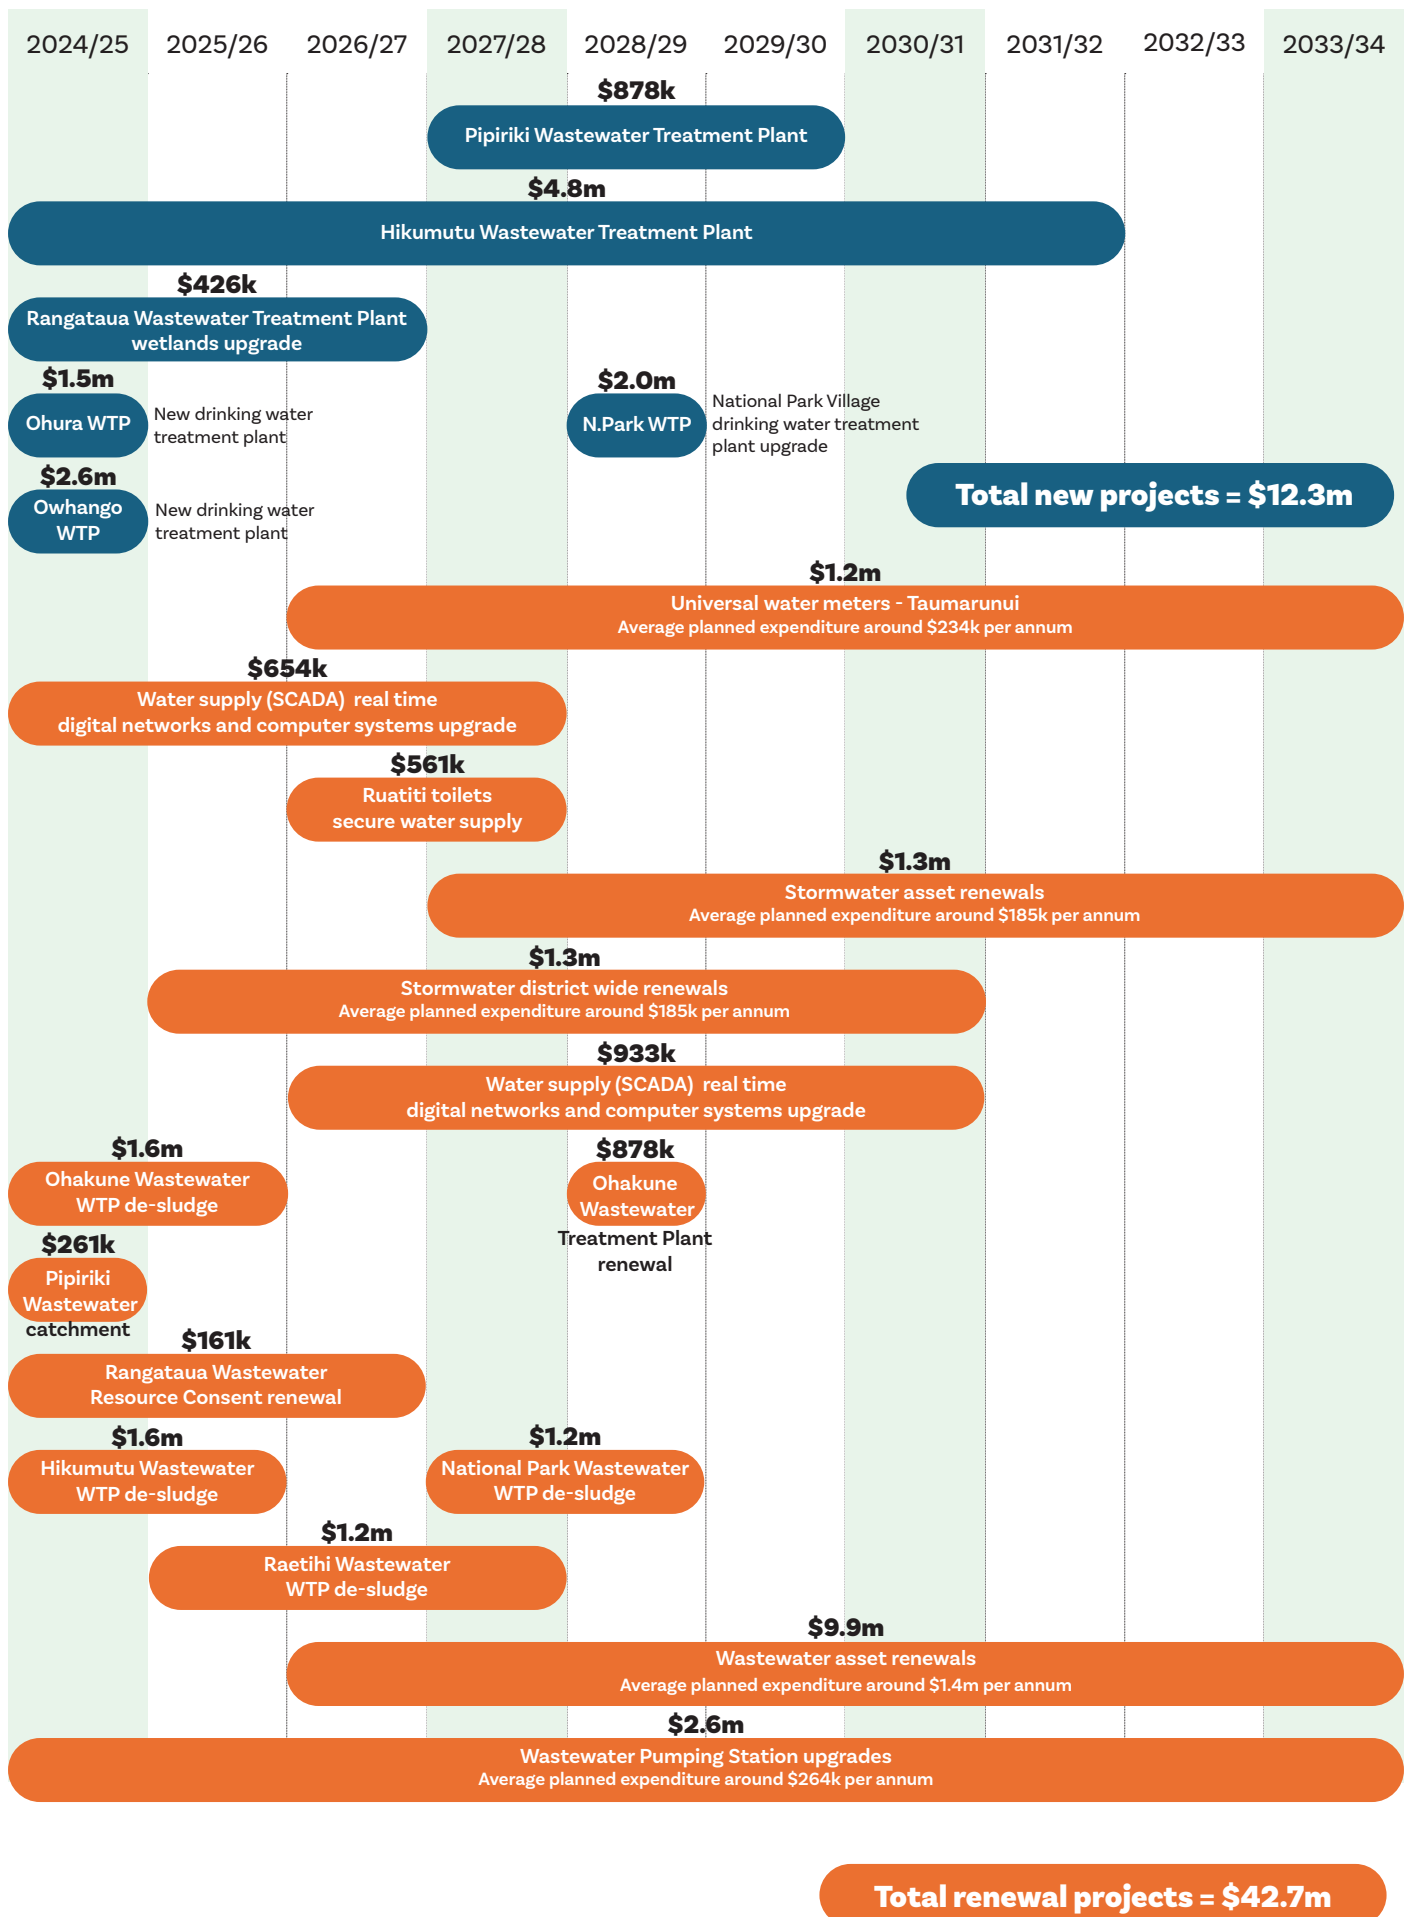 2024/25 2025/26 2026/27 2027/28 2028/29 2029/30 2030/31 2031/32 2032/33 2033/34
$878k
Pipiriki Wastewater Treatment Plant
$4.8m
Hikumutu Wastewater Treatment Plant
$426k
Rangataua Wastewater Treatment Plant
wetlands upgrade
$1.5m
Ohura WTP
New drinking water
treatment plant
$2.0m
N.Park WTP
National Park Village
drinking water treatment
plant upgrade
$2.6m
Owhango
WTP
New drinking water
treatment plant
Total new projects = $12.3m
$1.2m
Universal water meters - Taumarunui
Average planned expenditure around $234k per annum
$654k
Water supply (SCADA) real time
digital networks and computer systems upgrade
$561k
Ruatiti toilets
secure water supply
$1.3m
Stormwater asset renewals
Average planned expenditure around $185k per annum
$1.3m
Stormwater district wide renewals
Average planned expenditure around $185k per annum
$933k
Water supply (SCADA) real time
digital networks and computer systems upgrade
$1.6m
Ohakune Wastewater
WTP de-sludge
$878k
Ohakune
Wastewater
Treatment Plant
renewal
$261k
Pipiriki
Wastewater
catchment
$161k
Rangataua Wastewater
Resource Consent renewal
$1.6m
Hikumutu Wastewater
WTP de-sludge
$1.2m
National Park Wastewater
WTP de-sludge
$1.2m
Raetihi Wastewater
WTP de-sludge
$9.9m
Wastewater asset renewals
Average planned expenditure around $1.4m per annum
$2.6m
Wastewater Pumping Station upgrades
Average planned expenditure around $264k per annum
Total renewal projects = $42.7m